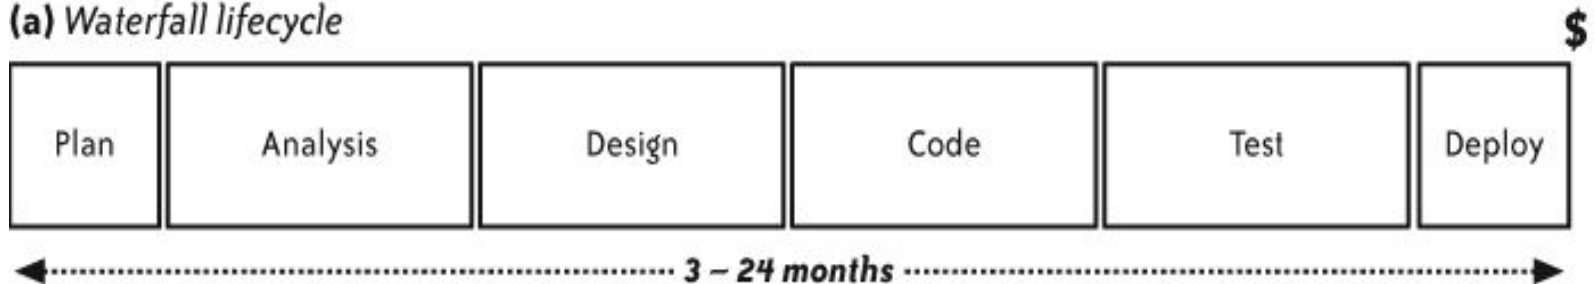 (a) Waterfall lifecycle
$
Plan
Analysis
Design
Code
Test
Deploy
3 – 24 months